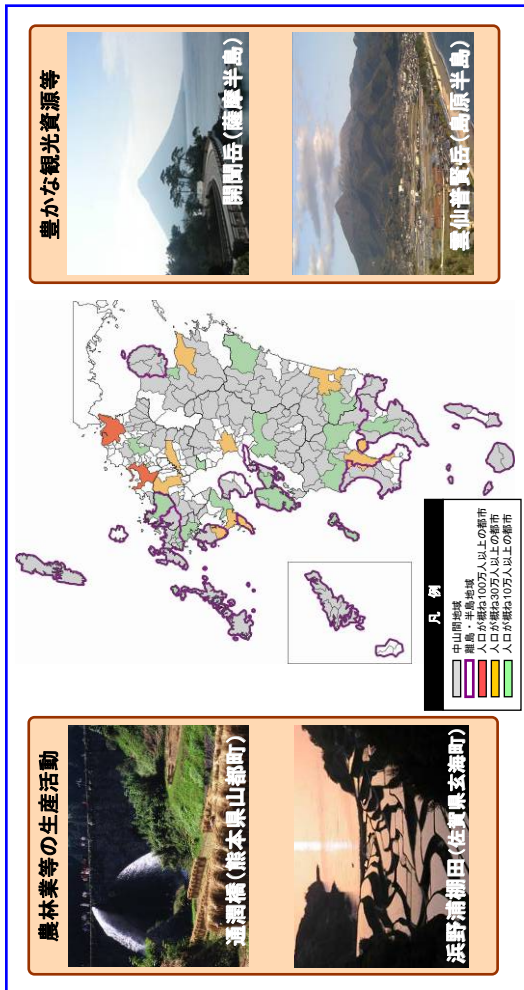 農林業等の生産活動
通潤橋(熊本県山都町)
浜野浦棚田(佐賀県玄海町)
凡 例
中山間地域
離島・半島地域
人口が概ね100万人以上の都市
人口が概ね30万人以上の都市
人口が概ね10万人以上の都市
豊かな観光資源等
開聞岳(薩摩半島)
雲仙普賢岳(島原半島)